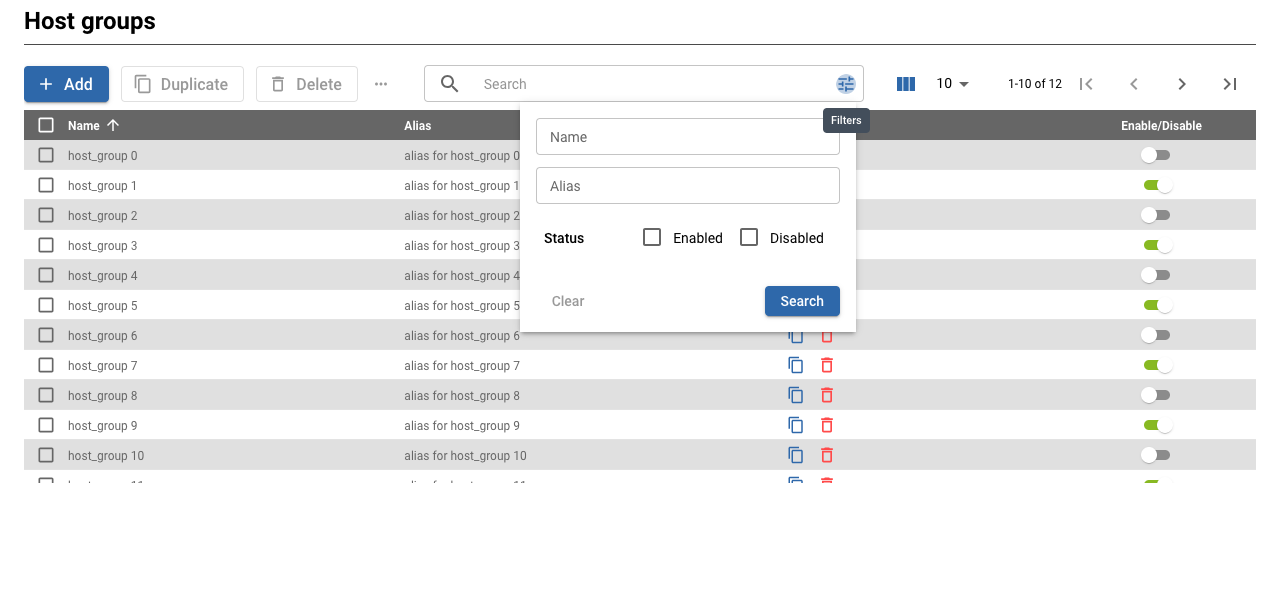 Host groups
Add Duplicate Delete ... Search 10 1-10 of 12
Filters
Name Alias Enable/Disable
Name
host_group 0 alias for host_group 0
host_group 1 alias for host_group 1
Alias
host_group 2 alias for host_group 2
Status Enabled Disabled
host_group 3 alias for host_group 3
host_group 4 alias for host_group 4
Clear Search
host_group 5 alias for host_group 5
host_group 6 alias for host_group 6
host_group 7 alias for host_group 7
host_group 8 alias for host_group 8
host_group 9 alias for host_group 9
host_group 10 alias for host_group 10